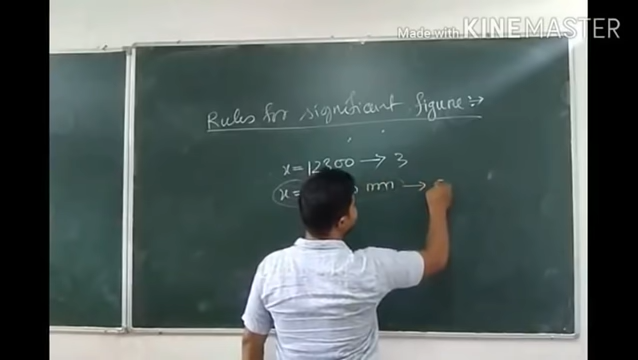 Made with KINEMASTER
Rules for significant figure :→
x = 12300 → 3
x = mm →